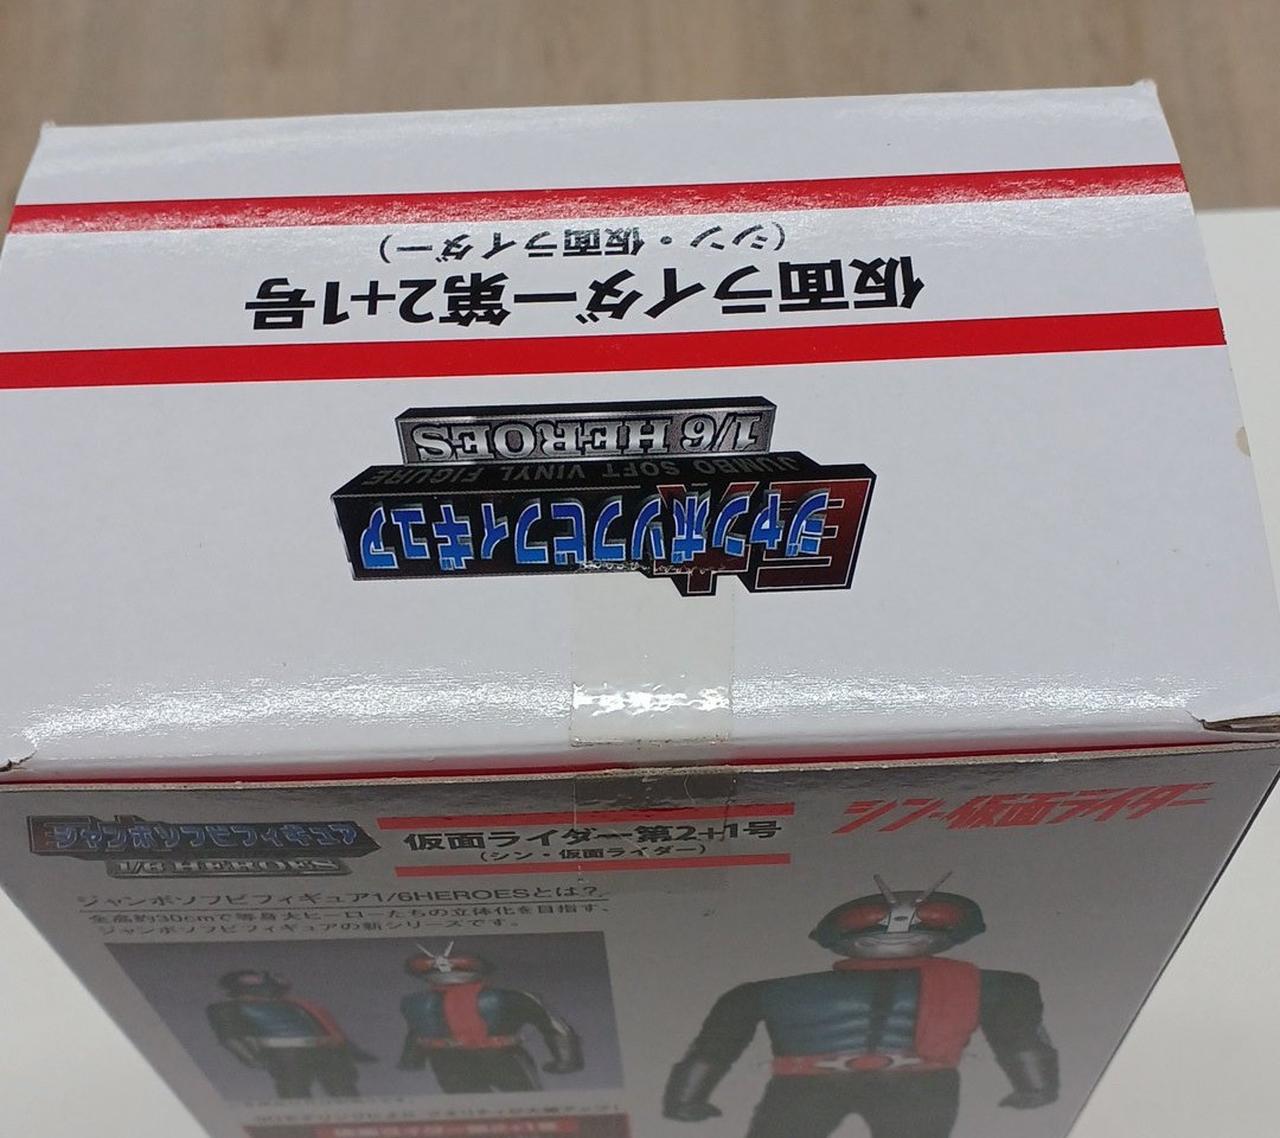 仮面ライダー第2+1号
(シン・仮面ライダー)
ジャンボソフビフィギュア
JUMBO SOFT VINYL FIGURE
1/6 HEROES
ジャンボソフビフィギュア
1/6 HEROES
仮面ライダー第2+1号
(シン・仮面ライダー)
シン・仮面ライダー
ジャンボソフビフィギュア1/6HEROESとは?
全高約30cmで等身大ヒーローたちの立体化を目指す、
ジャンボソフビフィギュアの新シリーズです。